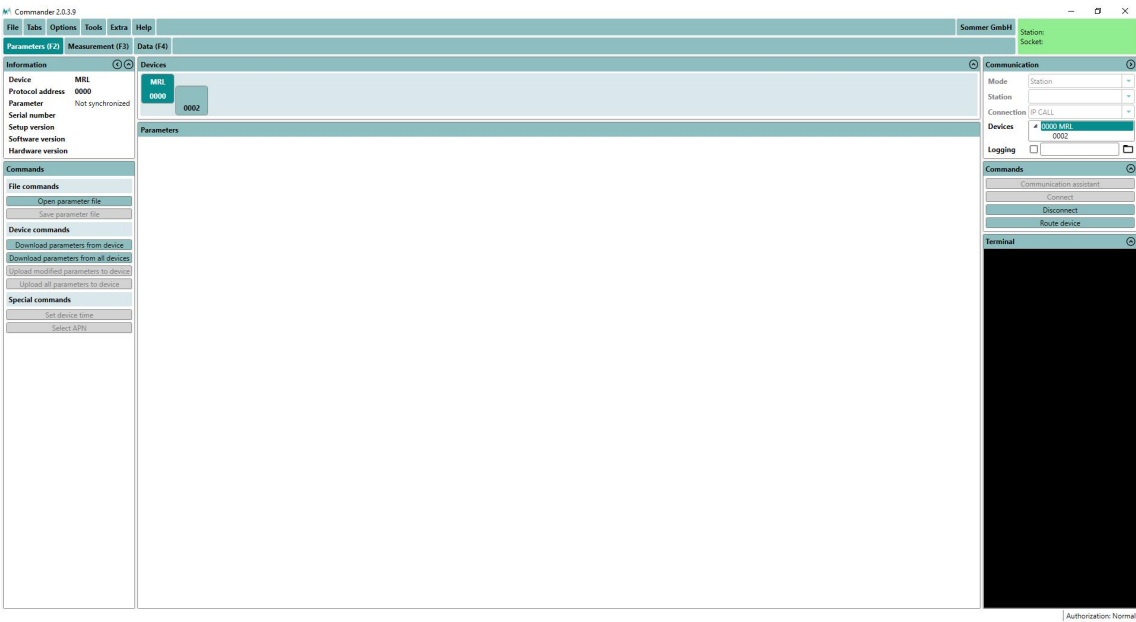 Commander 2.0.3.9
File Tabs Options Tools Extra Help Sommer GmbH
Station:
Socket:
Parameters (F2) Measurement (F3) Data (F4)
Information
Device MRL
Protocol address 0000
Parameter Not synchronized
Serial number
Setup version
Software version
Hardware version
Commands
File commands
Open parameter file
Save parameter file
Device commands
Download parameters from device
Download parameters from all devices
Upload modified parameters to device
Upload all parameters to device
Special commands
Set device time
Select APN
Devices
MRL
0000
0002
Parameters
Communication
Mode Station
Station
Connection IP CALL
Devices 0000 MRL
0002
Logging
Commands
Communication assistant
Connect
Disconnect
Route device
Terminal
Authorization: Normal